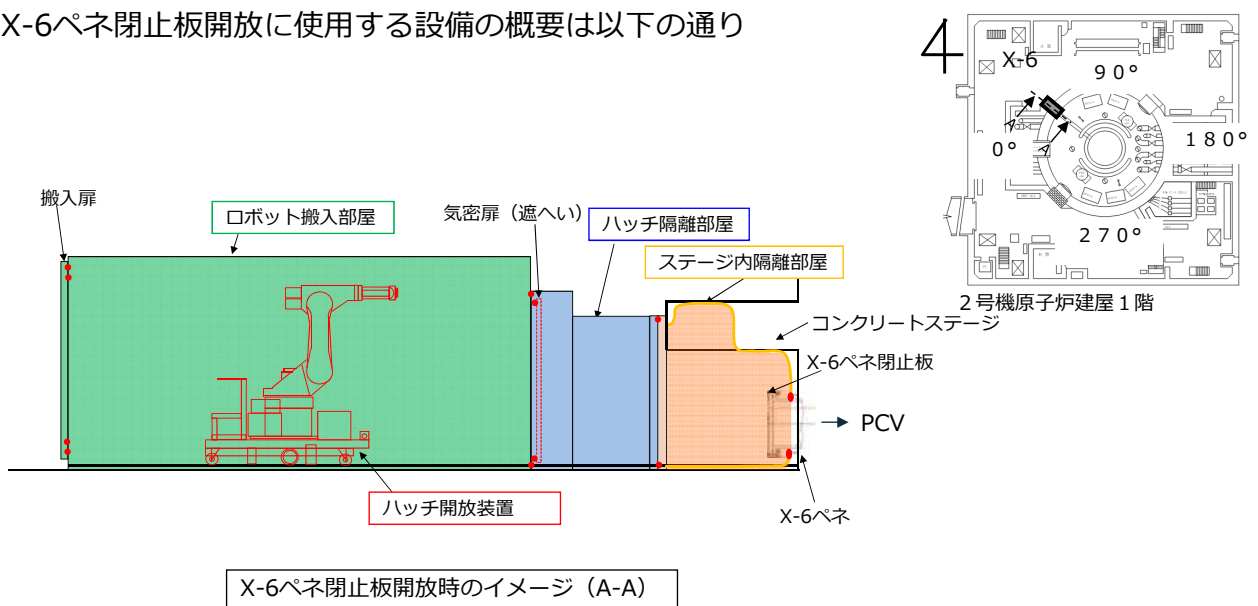 X-6ペネ閉止板開放に使用する設備の概要は以下の通り
X-6
90°
0°
180°
270°
A
A
2号機原子炉建屋1階
搬入扉
ロボット搬入部屋
気密扉（遮へい）
ハッチ隔離部屋
ステージ内隔離部屋
コンクリートステージ
X-6ペネ閉止板
PCV
ハッチ開放装置
X-6ペネ
X-6ペネ閉止板開放時のイメージ（A-A）